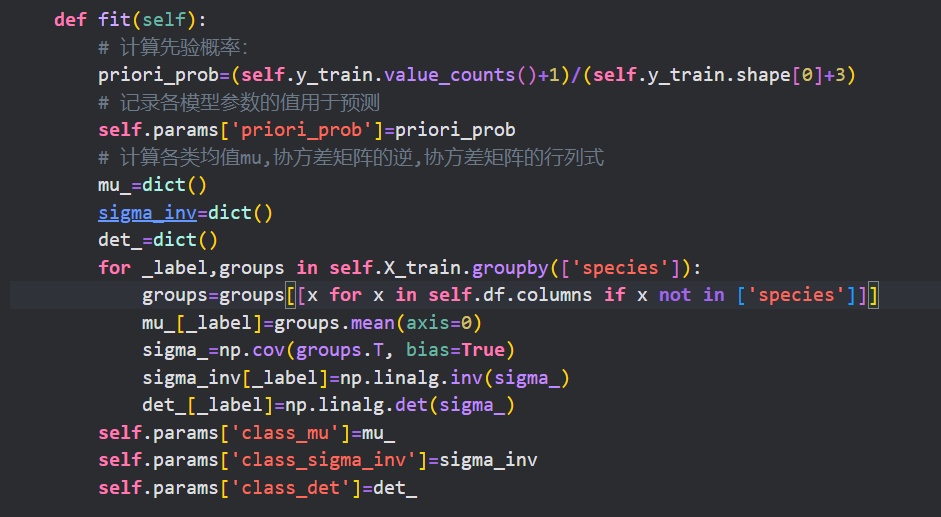 def fit(self):
# 计算先验概率:
priori_prob=(self.y_train.value_counts()+1)/(self.y_train.shape[0]+3)
# 记录各模型参数的值用于预测
self.params['priori_prob']=priori_prob
# 计算各类均值mu,协方差矩阵的逆,协方差矩阵的行列式
mu_=dict()
sigma_inv=dict()
det_=dict()
for _label,groups in self.X_train.groupby(['species']):
groups=groups[[x for x in self.df.columns if x not in ['species']]]
mu_[_label]=groups.mean(axis=0)
sigma_=np.cov(groups.T, bias=True)
sigma_inv[_label]=np.linalg.inv(sigma_)
det_[_label]=np.linalg.det(sigma_)
self.params['class_mu']=mu_
self.params['class_sigma_inv']=sigma_inv
self.params['class_det']=det_